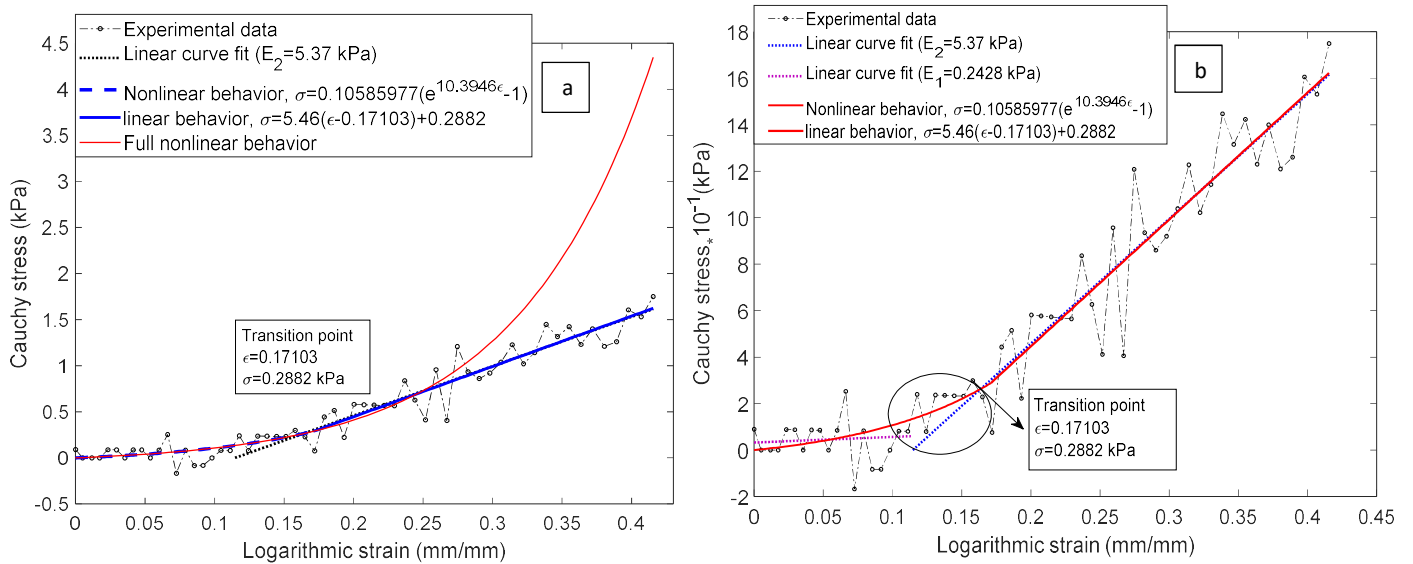 Experimental data
Linear curve fit (E2=5.37 kPa)
Nonlinear behavior, σ=0.10585977(e^10.3946ϵ-1)
linear behavior, σ=5.46(ϵ-0.17103)+0.2882
Full nonlinear behavior
a
4.5
4
3.5
3
2.5
2
1.5
1
0.5
0
-0.5
Cauchy stress (kPa)
Transition point
ϵ=0.17103
σ=0.2882 kPa
0 0.05 0.1 0.15 0.2 0.25 0.3 0.35 0.4
Logarithmic strain (mm/mm)
Experimental data
Linear curve fit (E2=5.37 kPa)
Linear curve fit (E1=0.2428 kPa)
Nonlinear behavior, σ=0.10585977(e^10.3946ϵ-1)
linear behavior, σ=5.46(ϵ-0.17103)+0.2882
b
18
16
14
12
10
8
6
4
2
0
-2
Cauchy stress*10^-1(kPa)
Transition point
ϵ=0.17103
σ=0.2882 kPa
0 0.05 0.1 0.15 0.2 0.25 0.3 0.35 0.4 0.45
Logarithmic strain (mm/mm)